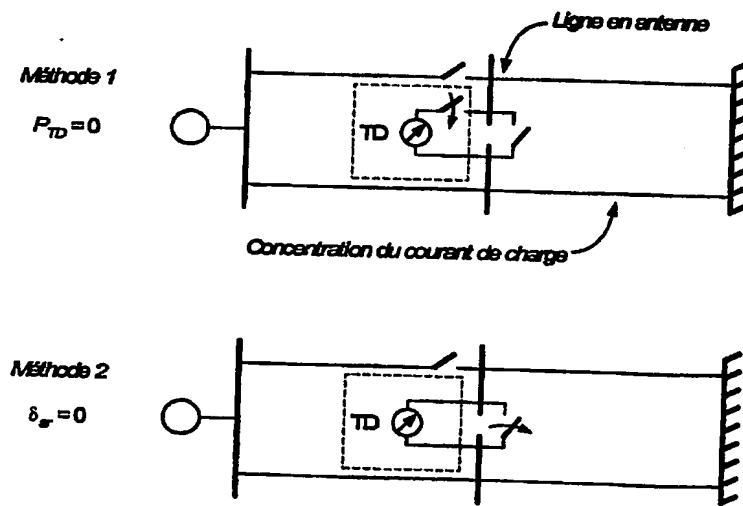 Ligne en antenne
Méthode 1
P_TD = 0
TD
Concentration du courant de charge
Méthode 2
δ_sr = 0
TD